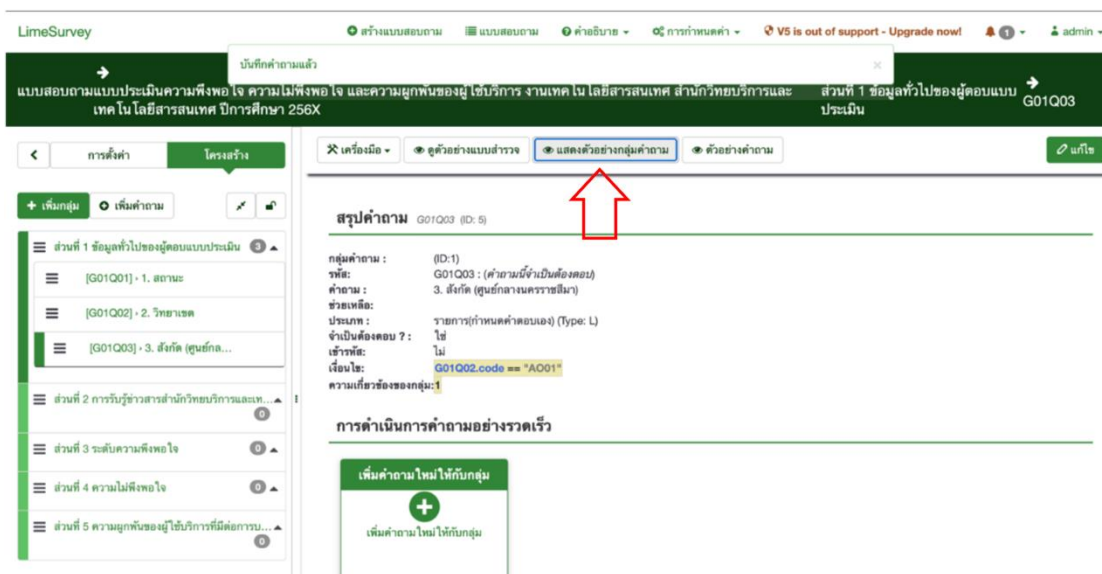 LimeSurvey
สร้างแบบสอบถาม แบบสอบถาม คำอธิบาย การกำหนดค่า V5 is out of support - Upgrade now! 1 admin
บันทึกคำถามแล้ว ×
แบบสอบถามแบบประเมินความพึงพอใจ ความไม่พึงพอใจ และความผูกพันของผู้ใช้บริการ งานเทคโนโลยีสารสนเทศ สำนักวิทยบริการและ
เทคโนโลยีสารสนเทศ ปีการศึกษา 256X
ส่วนที่ 1 ข้อมูลทั่วไปของผู้ตอบแบบ
ประเมิน
G01Q03
การตั้งค่า โครงสร้าง
เครื่องมือ ดูตัวอย่างแบบสำรวจ แสดงตัวอย่างกลุ่มคำถาม ตัวอย่างคำถาม แก้ไข
+ เพิ่มกลุ่ม เพิ่มคำถาม
ส่วนที่ 1 ข้อมูลทั่วไปของผู้ตอบแบบประเมิน 3
[G01Q01] › 1. สถานะ
[G01Q02] › 2. วิทยาเขต
[G01Q03] › 3. สังกัด (ศูนย์กล...
ส่วนที่ 2 การรับรู้ข่าวสารสำนักวิทยบริการและเท...
0
ส่วนที่ 3 ระดับความพึงพอใจ 0
ส่วนที่ 4 ความไม่พึงพอใจ 0
ส่วนที่ 5 ความผูกพันของผู้ใช้บริการที่มีต่อการบ...
0
สรุปคำถาม G01Q03 (ID: 5)
กลุ่มคำถาม : (ID:1)
รหัส: G01Q03 : (คำถามนี้จำเป็นต้องตอบ)
คำถาม : 3. สังกัด (ศูนย์กลางนครราชสีมา)
ช่วยเหลือ:
ประเภท : รายการ(กำหนดคำตอบเอง) (Type: L)
จำเป็นต้องตอบ ? : ใช่
เข้ารหัส: ไม่
เงื่อนไข: G01Q02.code == "AO01"
ความเกี่ยวข้องของกลุ่ม: 1
การดำเนินการคำถามอย่างรวดเร็ว
เพิ่มคำถามใหม่ให้กับกลุ่ม
เพิ่มคำถามใหม่ให้กับกลุ่ม